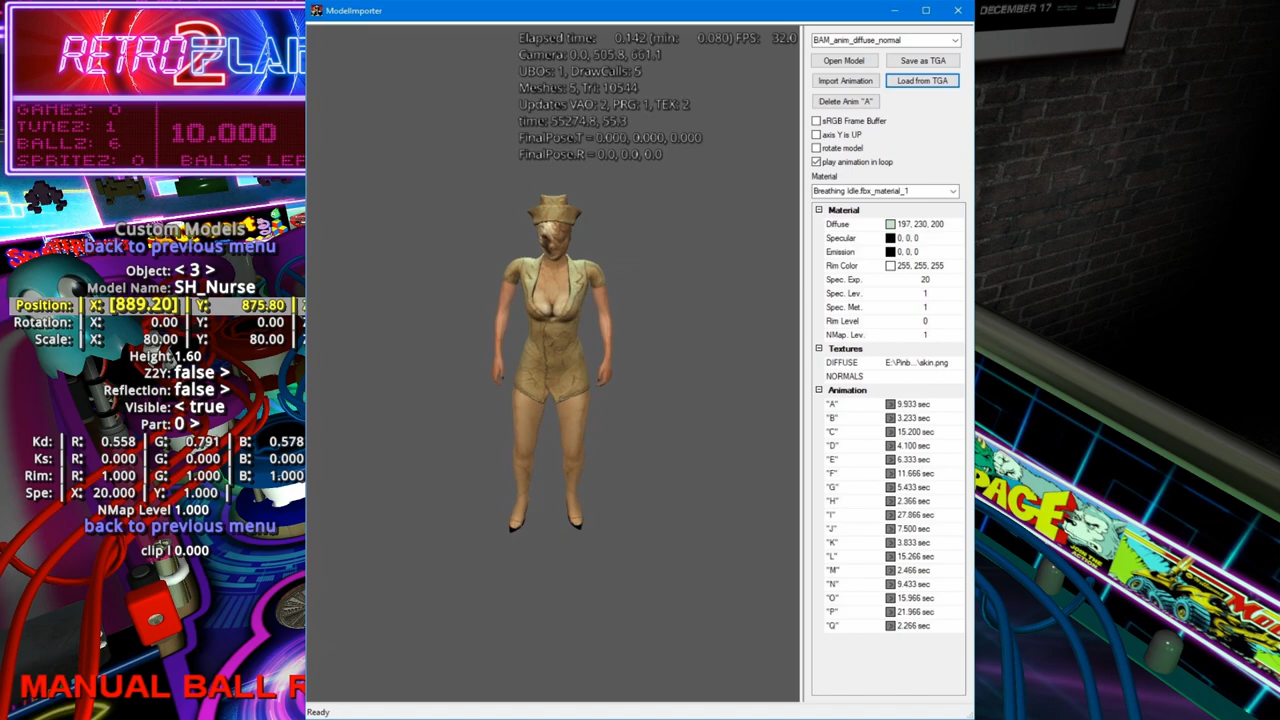 RETROFLAIR
2
GAMEZ: 0
TUNEZ: 1
BALLZ: 6
SPRITEZ: 0
10,000
BALLS LEF
Custom Models
back to previous menu
Object: < 3 >
Model Name: SH_Nurse
Position: X: [889.20] Y: 875.80
Rotation: X: 0.00 Y: 0.00
Scale: X: 80.00 Y: 80.00
Height 1.60
Z2Y: false >
Reflection: false >
Visible: < true
Part: 0 >
Kd: | R: 0.558 | G: 0.791 | B: 0.578
Ks: | R: 0.000 | G: 0.000 | B: 0.000
Rim: | R: 1.000 | G: 1.000 | B: 1.000
Spe: | X: 20.000 | Y: 1.000 |
NMap Level 1.000
back to previous menu
clip | 0.000
MANUAL BALL R
ModelImporter
Elapsed time: 0.132 (min: 0.080) FPS: 32.0
Camera: 0.0, 505.8, 661.1
UBOs: 1, DrawCalls: 5
Meshes: 5, Tri: 10544
Updates VAO: 2, PRG: 1, TEX: 2
Time: 55274.8, 55.3
FinalPose.T = 0.000, 0.000, 0.000
FinalPose.R = 0.0, 0.0, 0.0
BAM_anim_diffuse_normal
Open Model
Save as TGA
Import Animation
Load from TGA
Delete Anim "A"
sRGB Frame Buffer
axis Y is UP
rotate model
play animation in loop
Material
Breathing Idle.fbx_material_1
Material
Diffuse 197, 230, 200
Specular 0, 0, 0
Emission 0, 0, 0
Rim Color 255, 255, 255
Spec. Exp. 20
Spec. Lev. 1
Spec. Met. 1
Rim Level 0
NMap. Lev. 1
Textures
DIFFUSE E:\Pinb...\skin.png
NORMALS
Animation
"A" 9.933 sec
"B" 3.233 sec
"C" 15.200 sec
"D" 4.100 sec
"E" 6.333 sec
"F" 11.666 sec
"G" 5.433 sec
"H" 2.366 sec
"I" 27.866 sec
"J" 7.500 sec
"K" 3.833 sec
"L" 15.266 sec
"M" 2.466 sec
"N" 9.433 sec
"O" 15.966 sec
"P" 21.966 sec
"Q" 2.266 sec
Ready
DECEMBER 17
PAGE